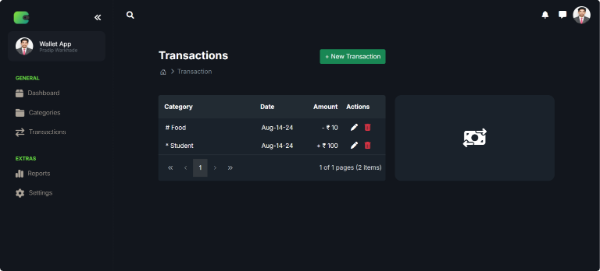 Wallet App
GENERAL
Dashboard
Categories
Transactions
EXTRAS
Reports
Settings
Transactions
+ New Transaction
Transaction
Category Date Amount Actions
# Food Aug-14-24 - ₹ 10
* Student Aug-14-24 + ₹ 100
« ‹ 1 › » 1 of 1 pages (2 items)